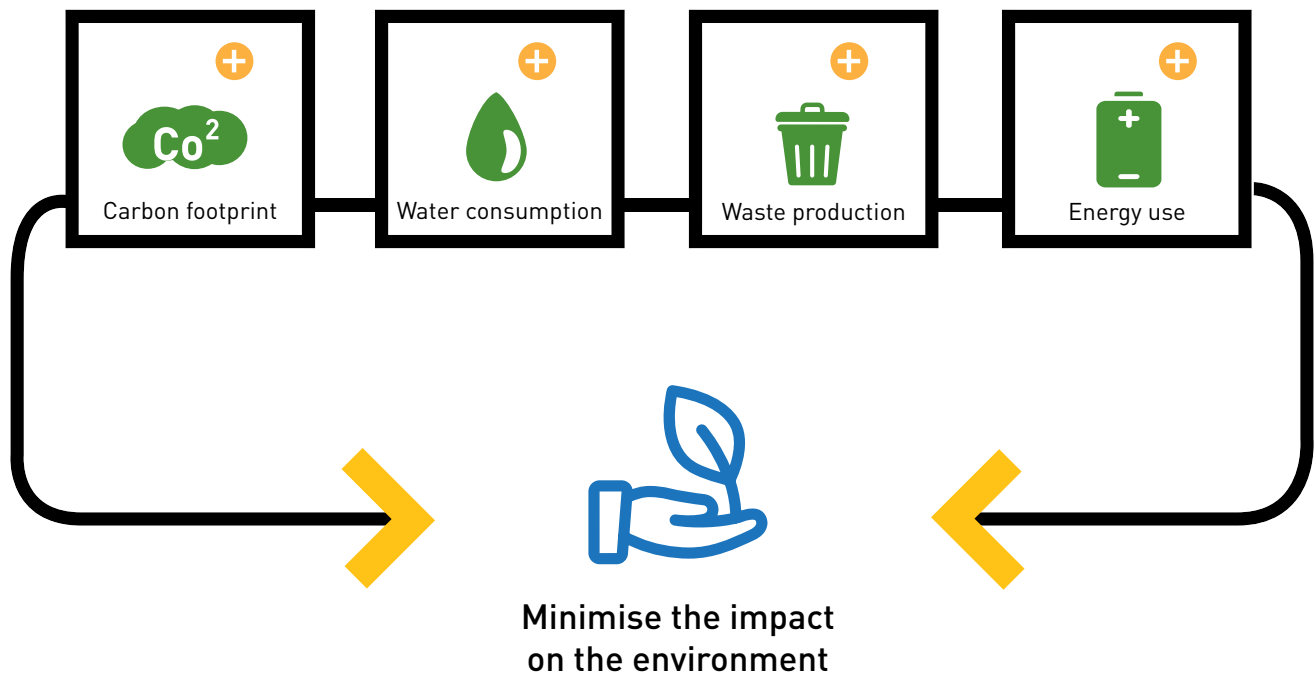 Co²
Carbon footprint
Water consumption
Waste production
Energy use
Minimise the impact
on the environment